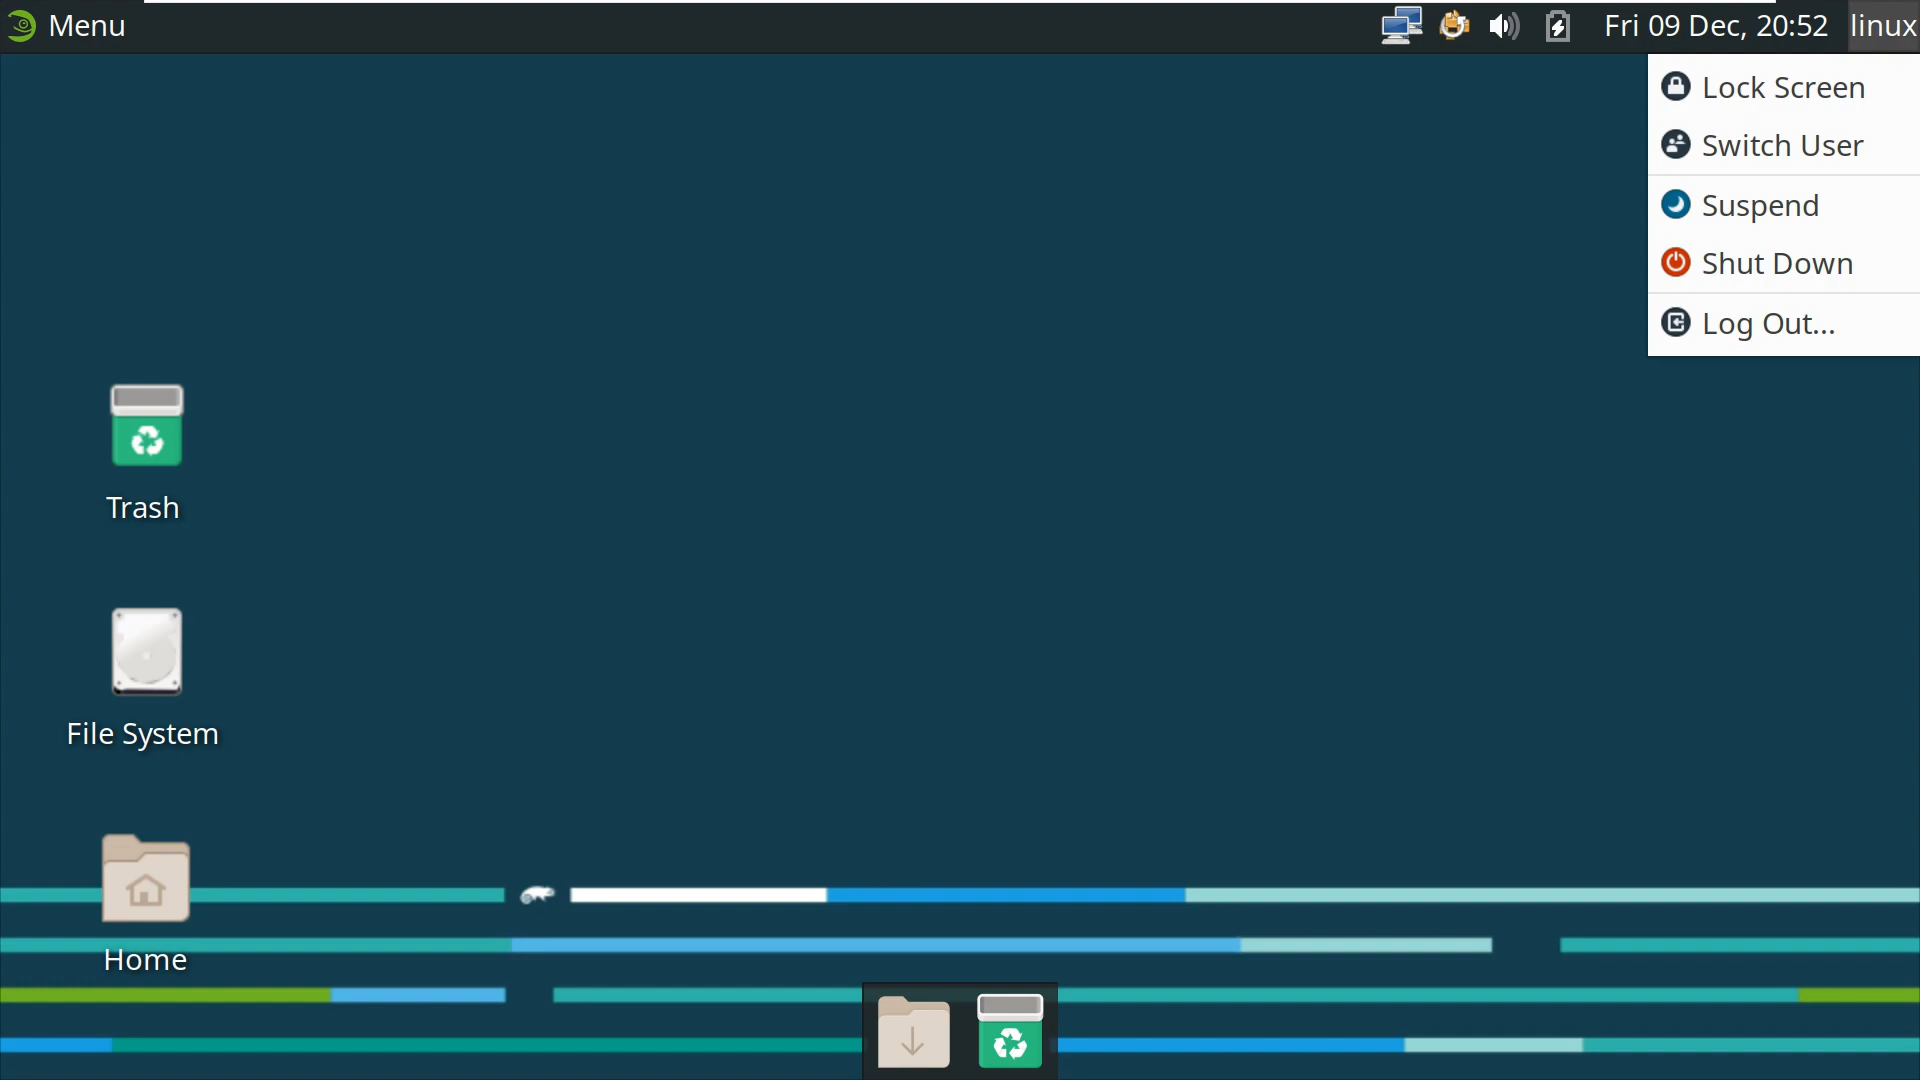 Menu
Fri 09 Dec, 20:52
linux
Lock Screen
Switch User
Suspend
Shut Down
Log Out...
Trash
File System
Home